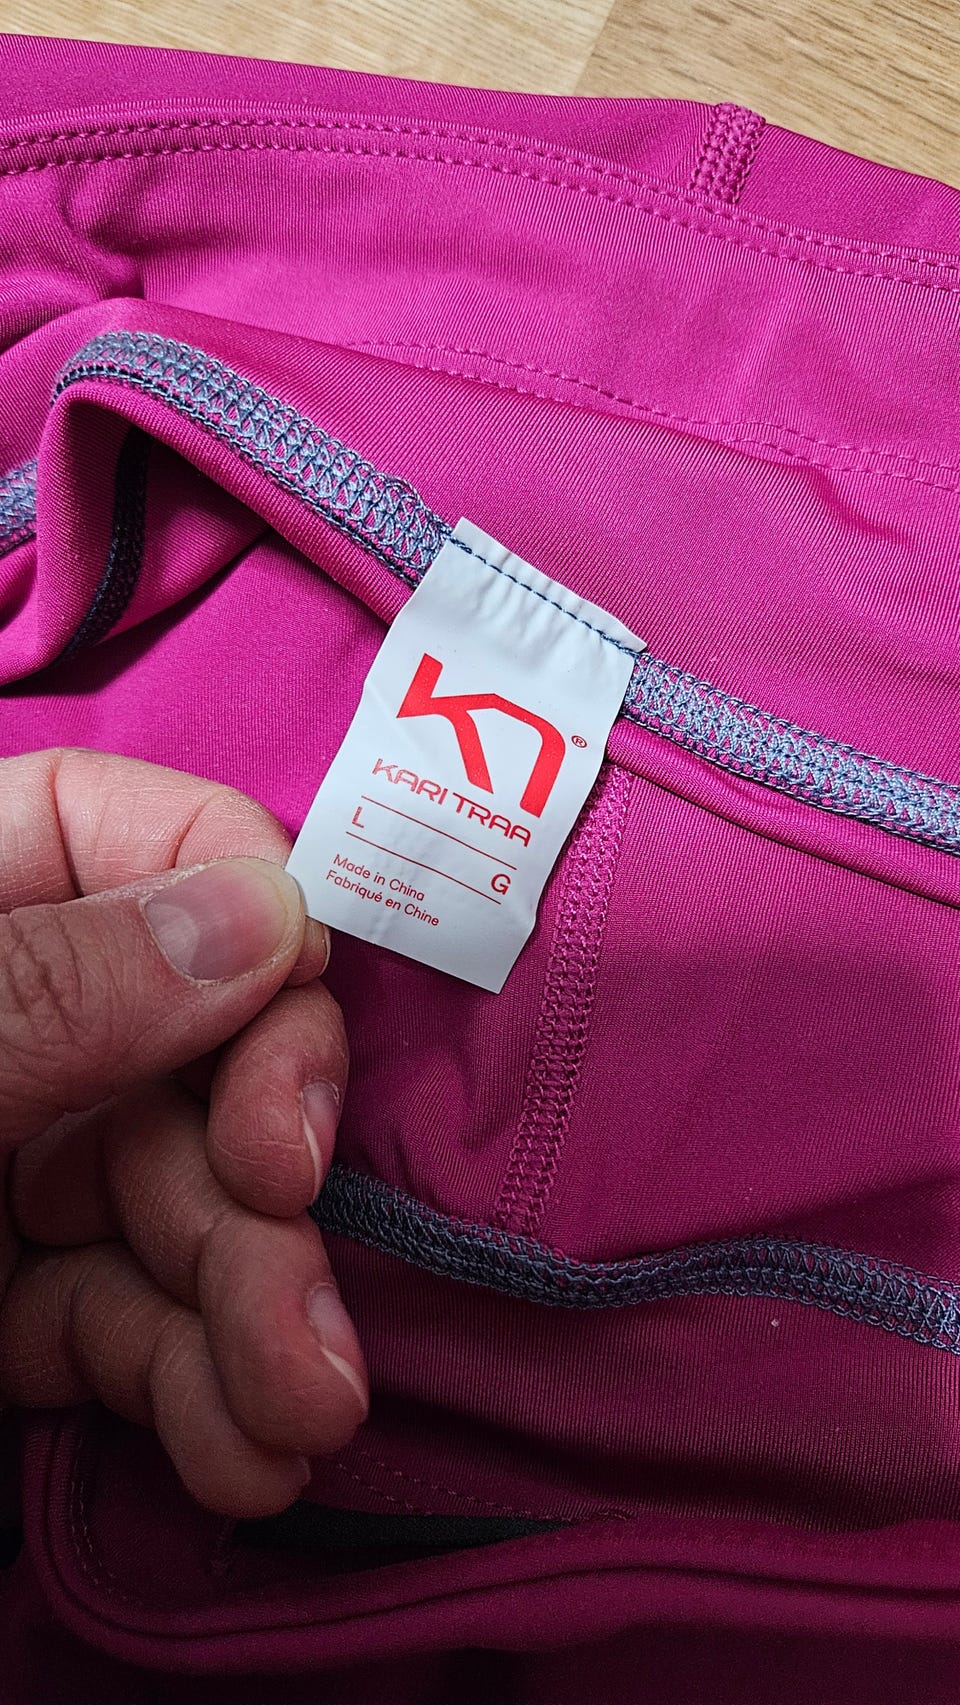 ®
KARI TRAA
L
G
Made in China
Fabriqué en Chine